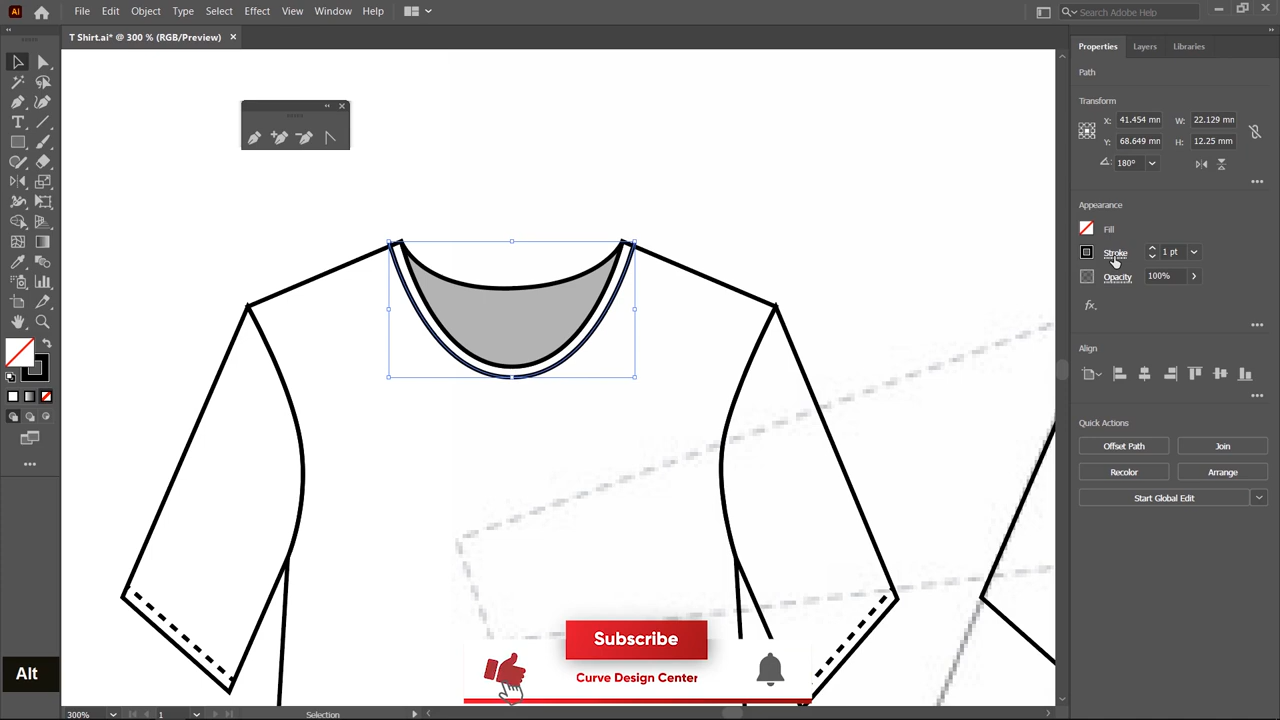 Ai
File Edit Object Type Select Effect View Window Help
Search Adobe Help
T Shirt.ai* @ 300 % (RGB/Preview)
Properties Layers Libraries
Path
Transform
X: 41.454 mm W: 22.129 mm
Y: 68.649 mm H: 12.25 mm
180°
Appearance
Fill
Stroke 1 pt
Opacity 100%
fx.
Align
Quick Actions
Offset Path Join
Recolor Arrange
Start Global Edit
Subscribe
Curve Design Center
Alt
300% 1 Selection